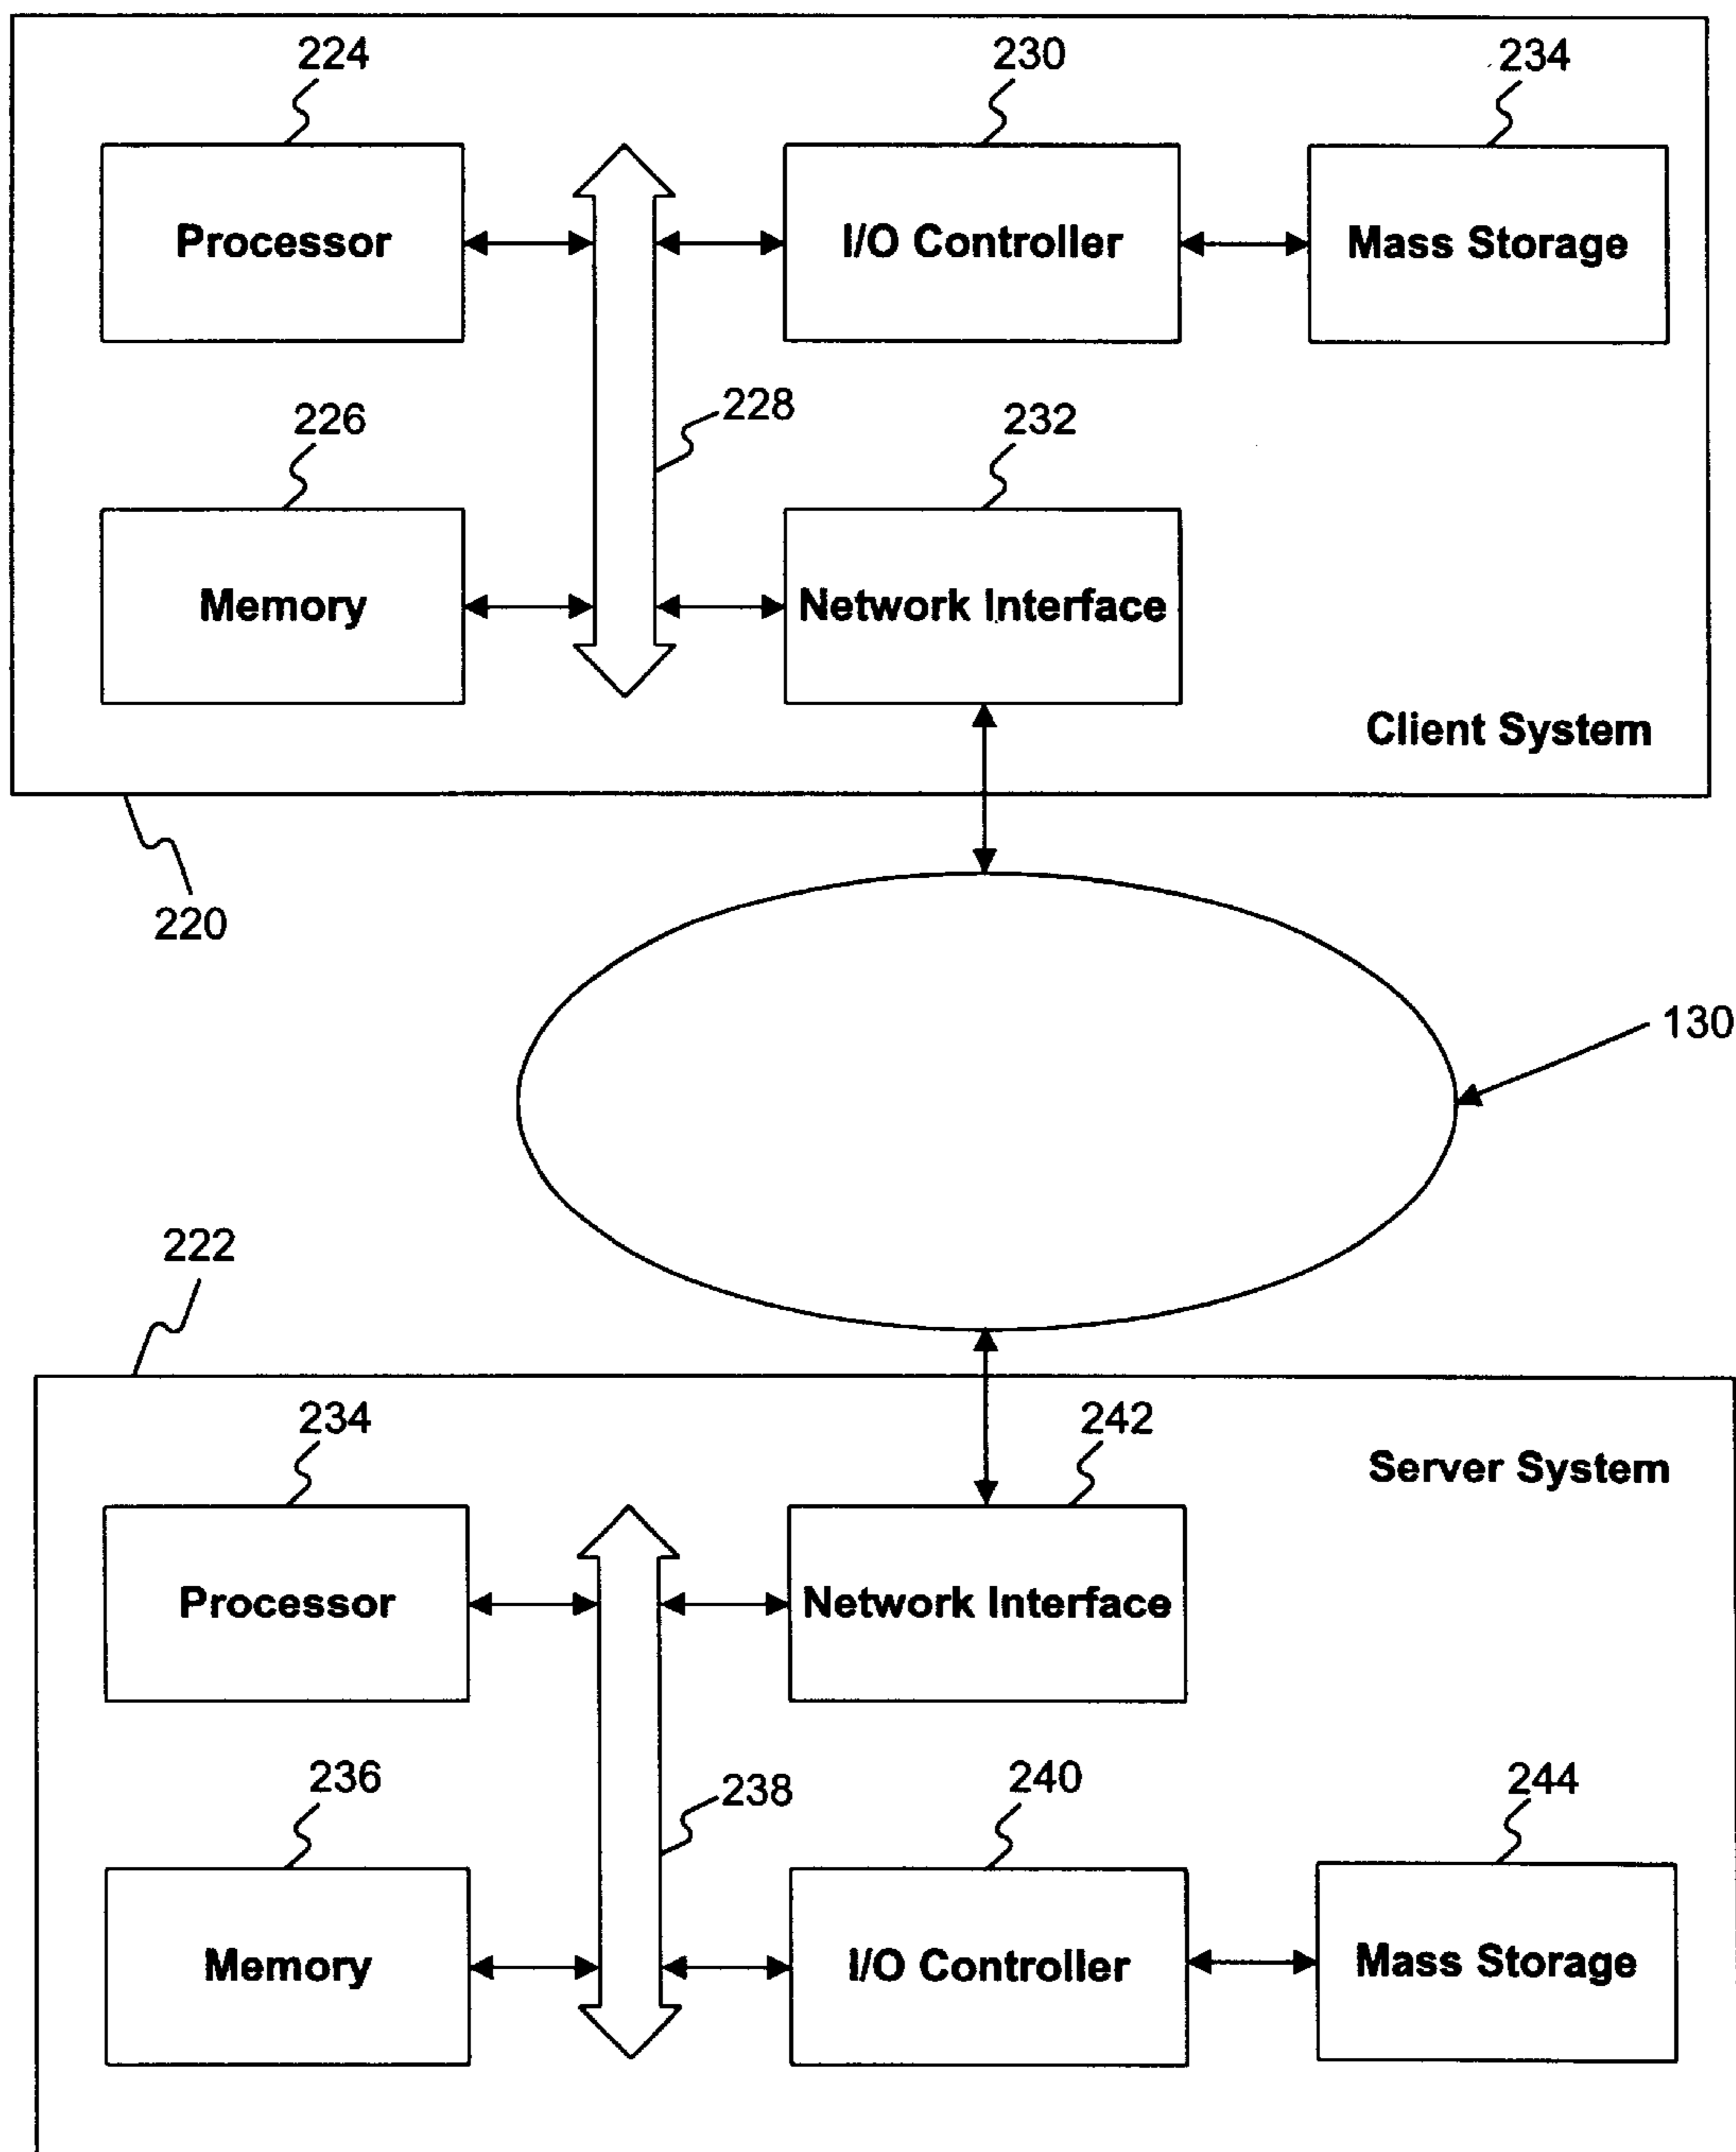 224 230 234
Processor I/O Controller Mass Storage
226 228 232
Memory Network Interface
Client System
220
130
222
234 242
Server System
Processor Network Interface
236 238 240 244
Memory I/O Controller Mass Storage